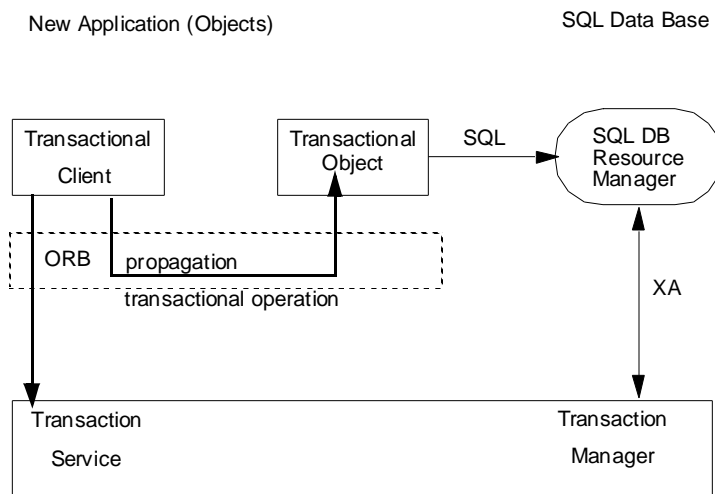 New Application (Objects)
SQL Data Base
Transactional
Client
Transactional
Object
SQL
SQL DB
Resource
Manager
ORB
propagation
transactional operation
XA
Transaction
Service
Transaction
Manager